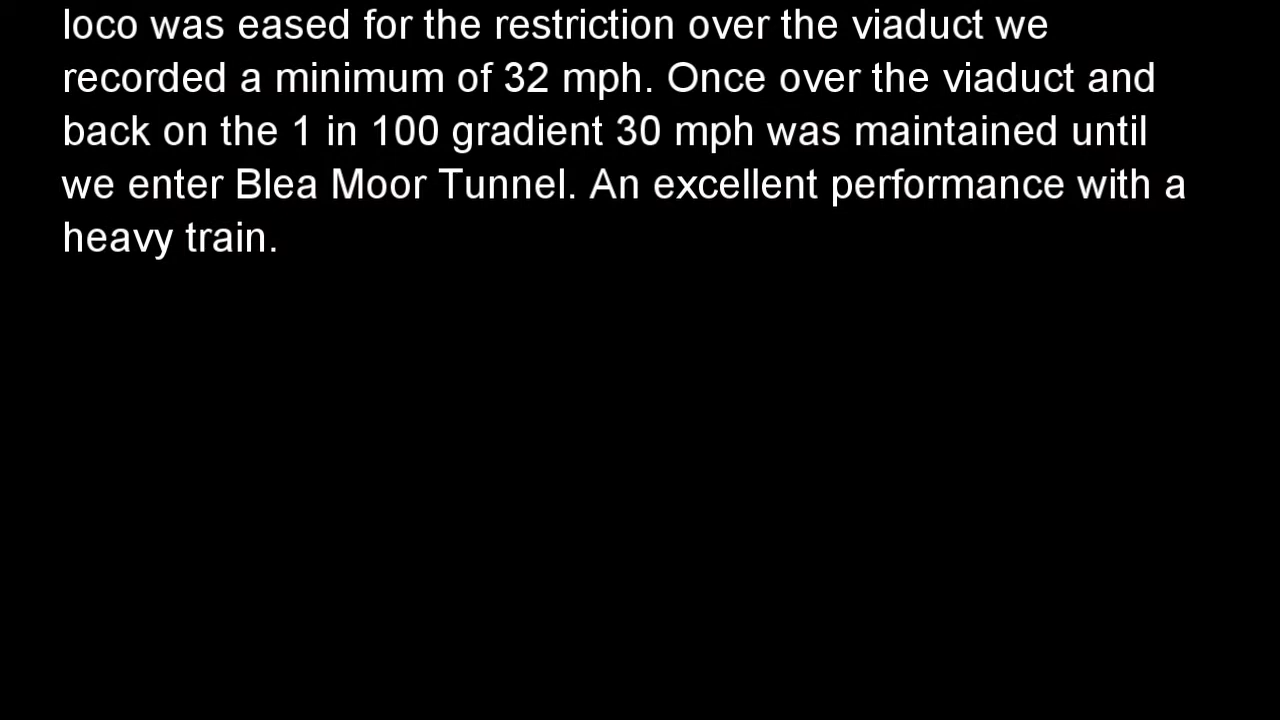 loco was eased for the restriction over the viaduct we
recorded a minimum of 32 mph. Once over the viaduct and
back on the 1 in 100 gradient 30 mph was maintained until
we enter Blea Moor Tunnel. An excellent performance with a
heavy train.